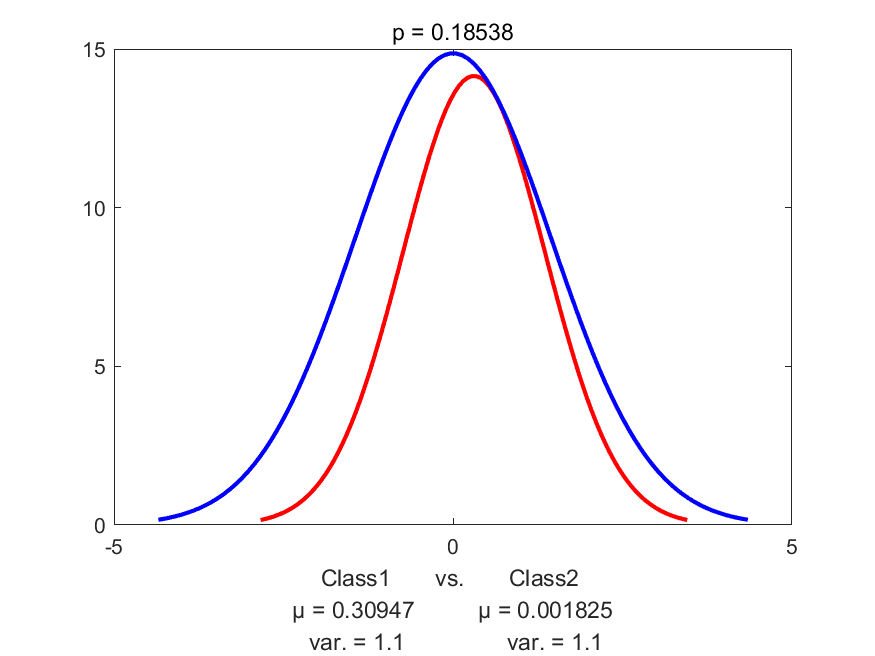 p = 0.18538
15
10
5
0
-5 0 5
Class1 vs. Class2
μ = 0.30947 μ = 0.001825
var. = 1.1 var. = 1.1